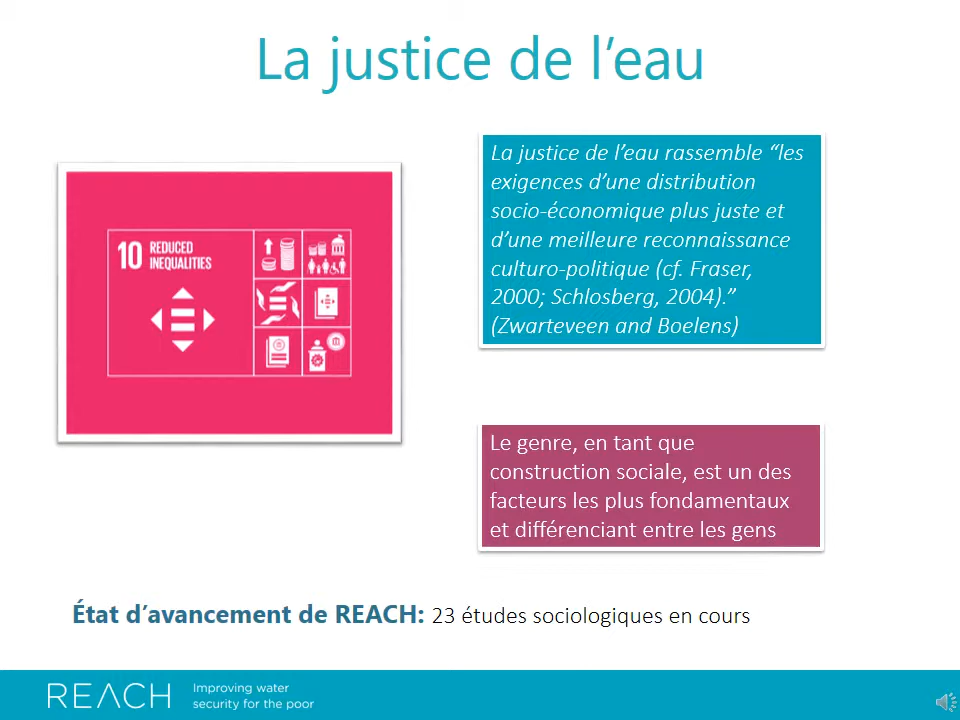 La justice de l’eau
10 REDUCED
INEQUALITIES
La justice de l’eau rassemble “les
exigences d’une distribution
socio-économique plus juste et
d’une meilleure reconnaissance
culturo-politique (cf. Fraser,
2000; Schlosberg, 2004).”
(Zwarteveen and Boelens)
Le genre, en tant que
construction sociale, est un des
facteurs les plus fondamentaux
et différenciant entre les gens
État d’avancement de REACH: 23 études sociologiques en cours
REACH
Improving water
security for the poor